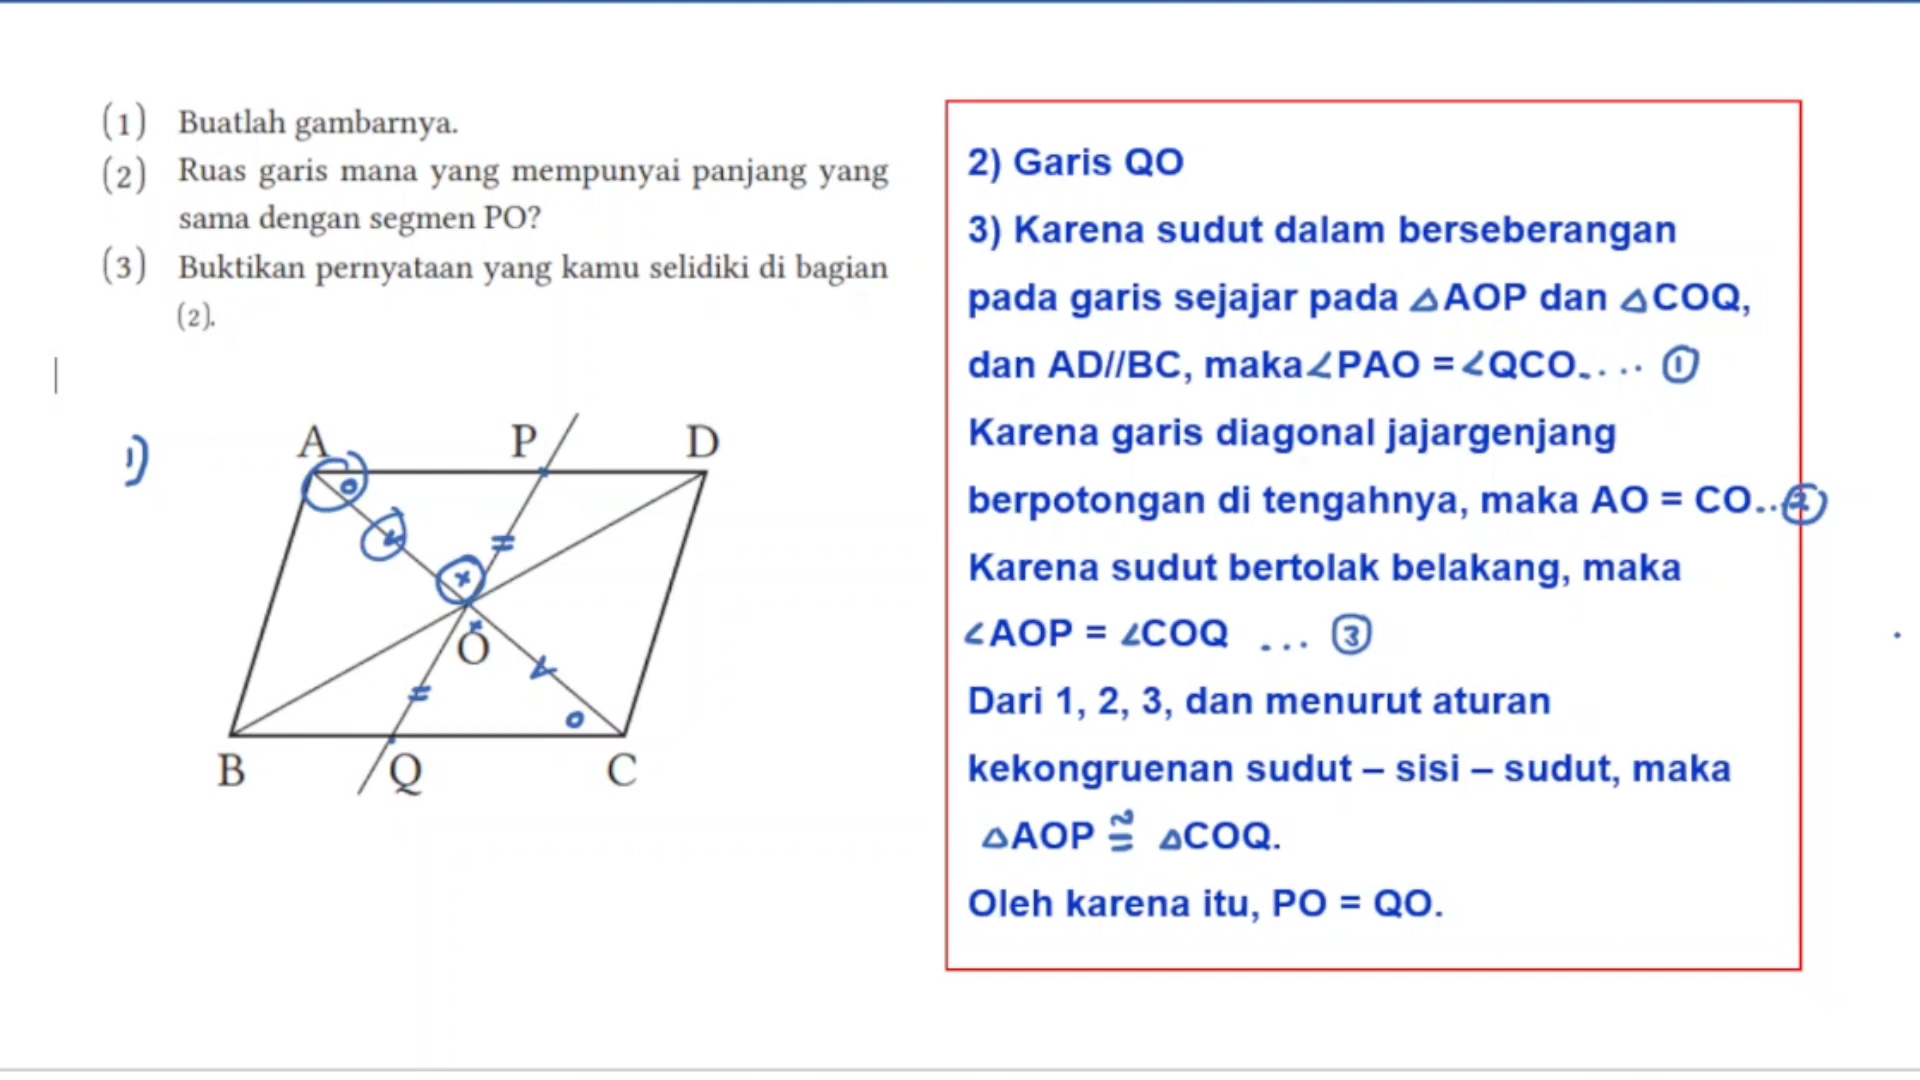 (1) Buatlah gambarnya.
(2) Ruas garis mana yang mempunyai panjang yang
sama dengan segmen PO?
(3) Buktikan pernyataan yang kamu selidiki di bagian
(2).
1)
A P D
O
B Q C
2) Garis QO
3) Karena sudut dalam berseberangan
pada garis sejajar pada △AOP dan △COQ,
dan AD//BC, maka∠PAO =∠QCO.... ①
Karena garis diagonal jajargenjang
berpotongan di tengahnya, maka AO = CO..②
Karena sudut bertolak belakang, maka
∠AOP = ∠COQ ... ③
Dari 1, 2, 3, dan menurut aturan
kekongruenan sudut – sisi – sudut, maka
△AOP ≅ △COQ.
Oleh karena itu, PO = QO.